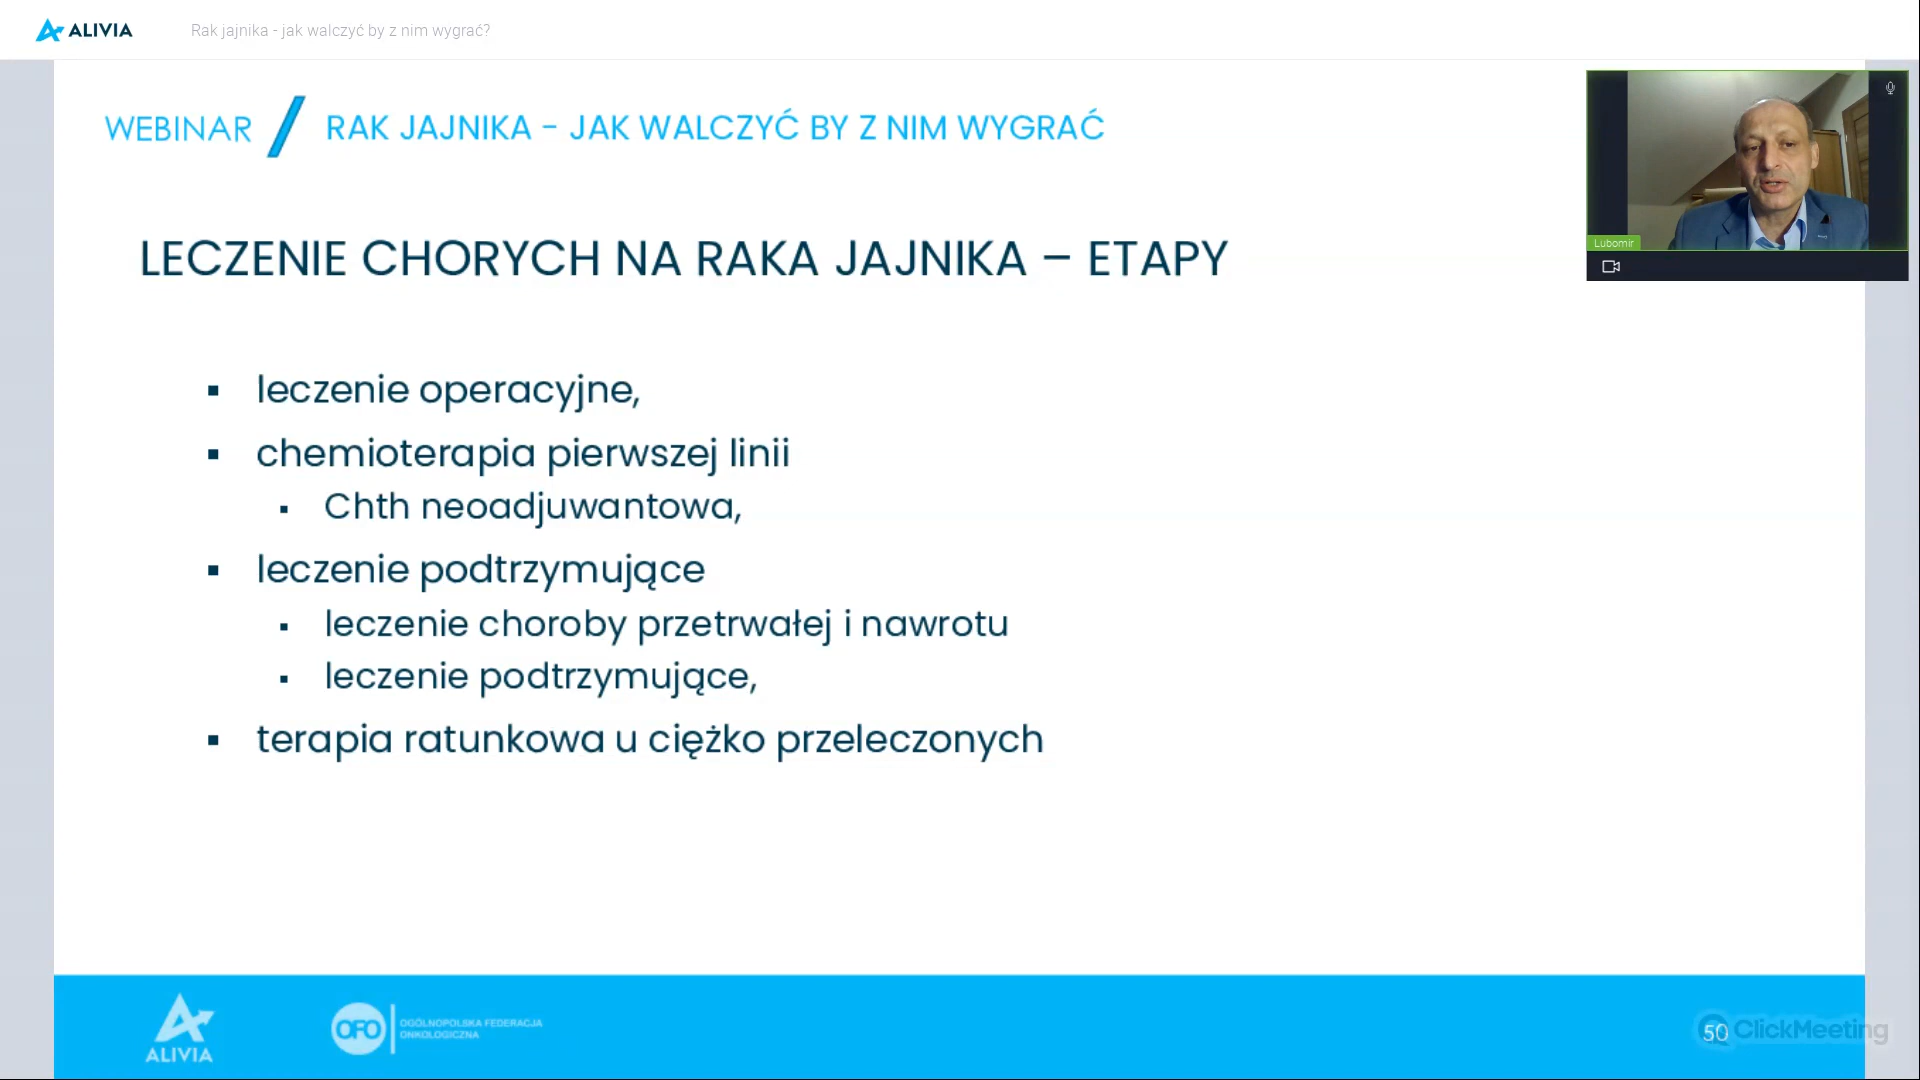 ALIVIA
Rak jajnika - jak walczyć by z nim wygrać?
WEBINAR / RAK JAJNIKA - JAK WALCZYĆ BY Z NIM WYGRAĆ
Lubomir
LECZENIE CHORYCH NA RAKA JAJNIKA – ETAPY
▪ leczenie operacyjne,
▪ chemioterapia pierwszej linii
▪ Chth neoadjuwantowa,
▪ leczenie podtrzymujące
▪ leczenie choroby przetrwałej i nawrotu
▪ leczenie podtrzymujące,
▪ terapia ratunkowa u ciężko przeleczonych
ALIVIA
OFO
OGÓLNOPOLSKA FEDERACJA
ONKOLOGICZNA
50
ClickMeeting